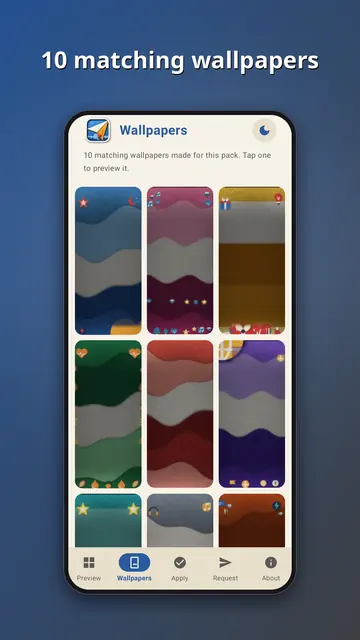 10 matching wallpapers
Wallpapers
10 matching wallpapers made for this pack. Tap one
to preview it.
Preview
Wallpapers
Apply
Request
About